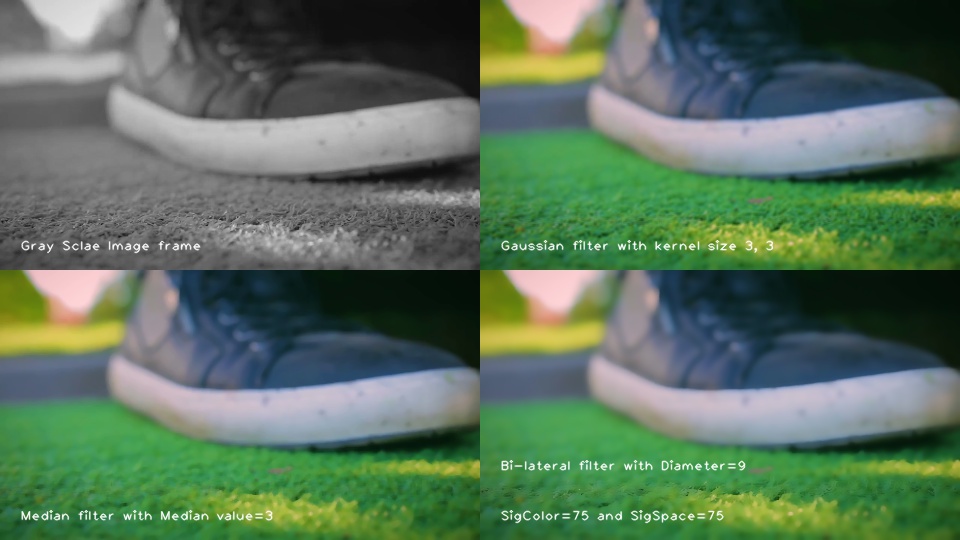 Gray Sclae Image frame
Gaussian filter with kernel size 3, 3
Bi-lateral filter with Diameter=9
Median filter with Median value=3
SigColor=75 and SigSpace=75